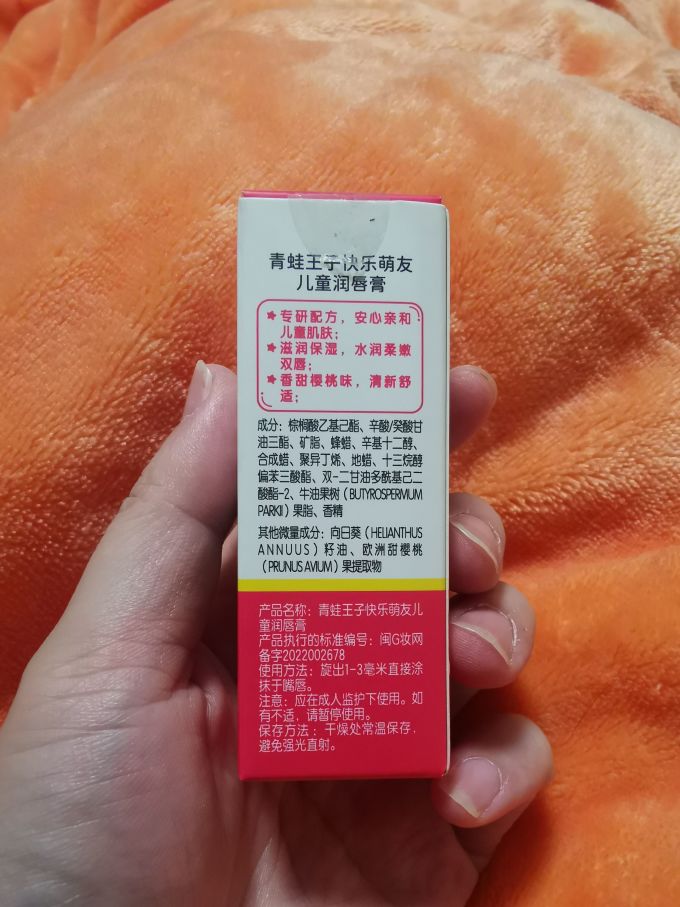 青蛙王子快乐萌友
儿童润唇膏
专研配方，安心亲和
儿童肌肤；
滋润保湿，水润柔嫩
双唇；
香甜樱桃味，清新舒
适；
成分：棕榈酸乙基己酯、辛酸/癸酸甘
油三酯、矿脂、蜂蜡、辛基十二醇、
合成蜡、聚异丁烯、地蜡、十三烷醇
偏苯三酸酯、双-二甘油多酰基己二
酸酯-2、牛油果树（BUTYROSPERMUM
PARKII）果脂、香精
其他微量成分：向日葵（HELIANTHUS
ANNUUS）籽油、欧洲甜樱桃
（PRUNUS AVIUM）果提取物
产品名称：青蛙王子快乐萌友儿
童润唇膏
产品执行的标准编号：闽G妆网
备字2022002678
使用方法：旋出1-3毫米直接涂
抹于嘴唇。
注意：应在成人监护下使用。如
有不适，请暂停使用。
保存方法：干燥处常温保存，
避免强光直射。